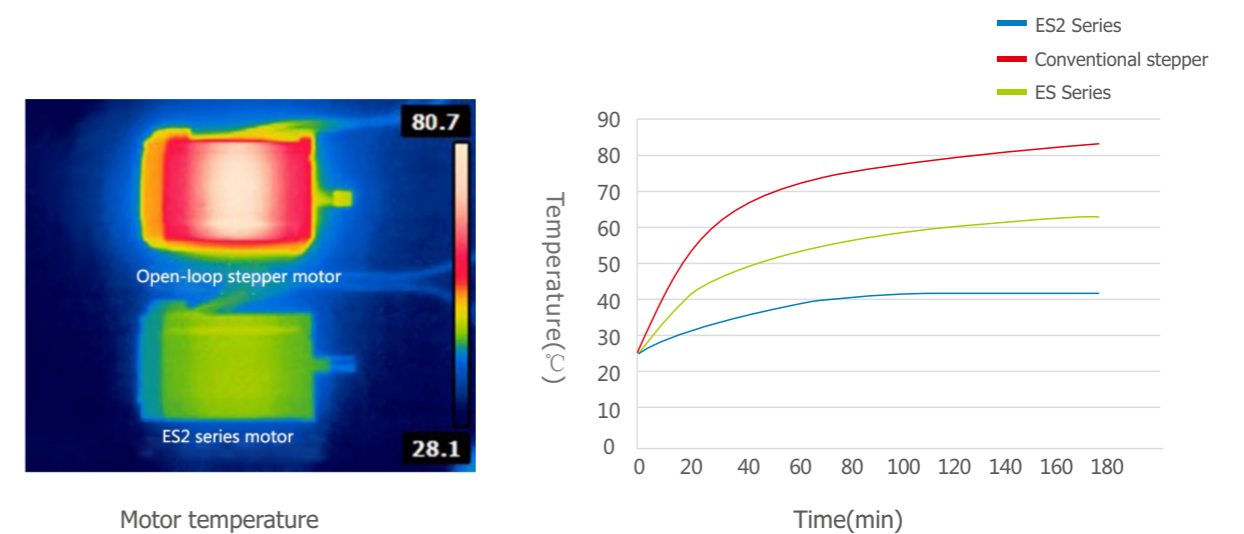 ES2 Series
Conventional stepper
ES Series
80.7
Open-loop stepper motor
ES2 series motor
28.1
Motor temperature
Temperature(℃)
90
80
70
60
50
40
30
20
10
0
0 20 40 60 80 100 120 140 160 180
Time(min)